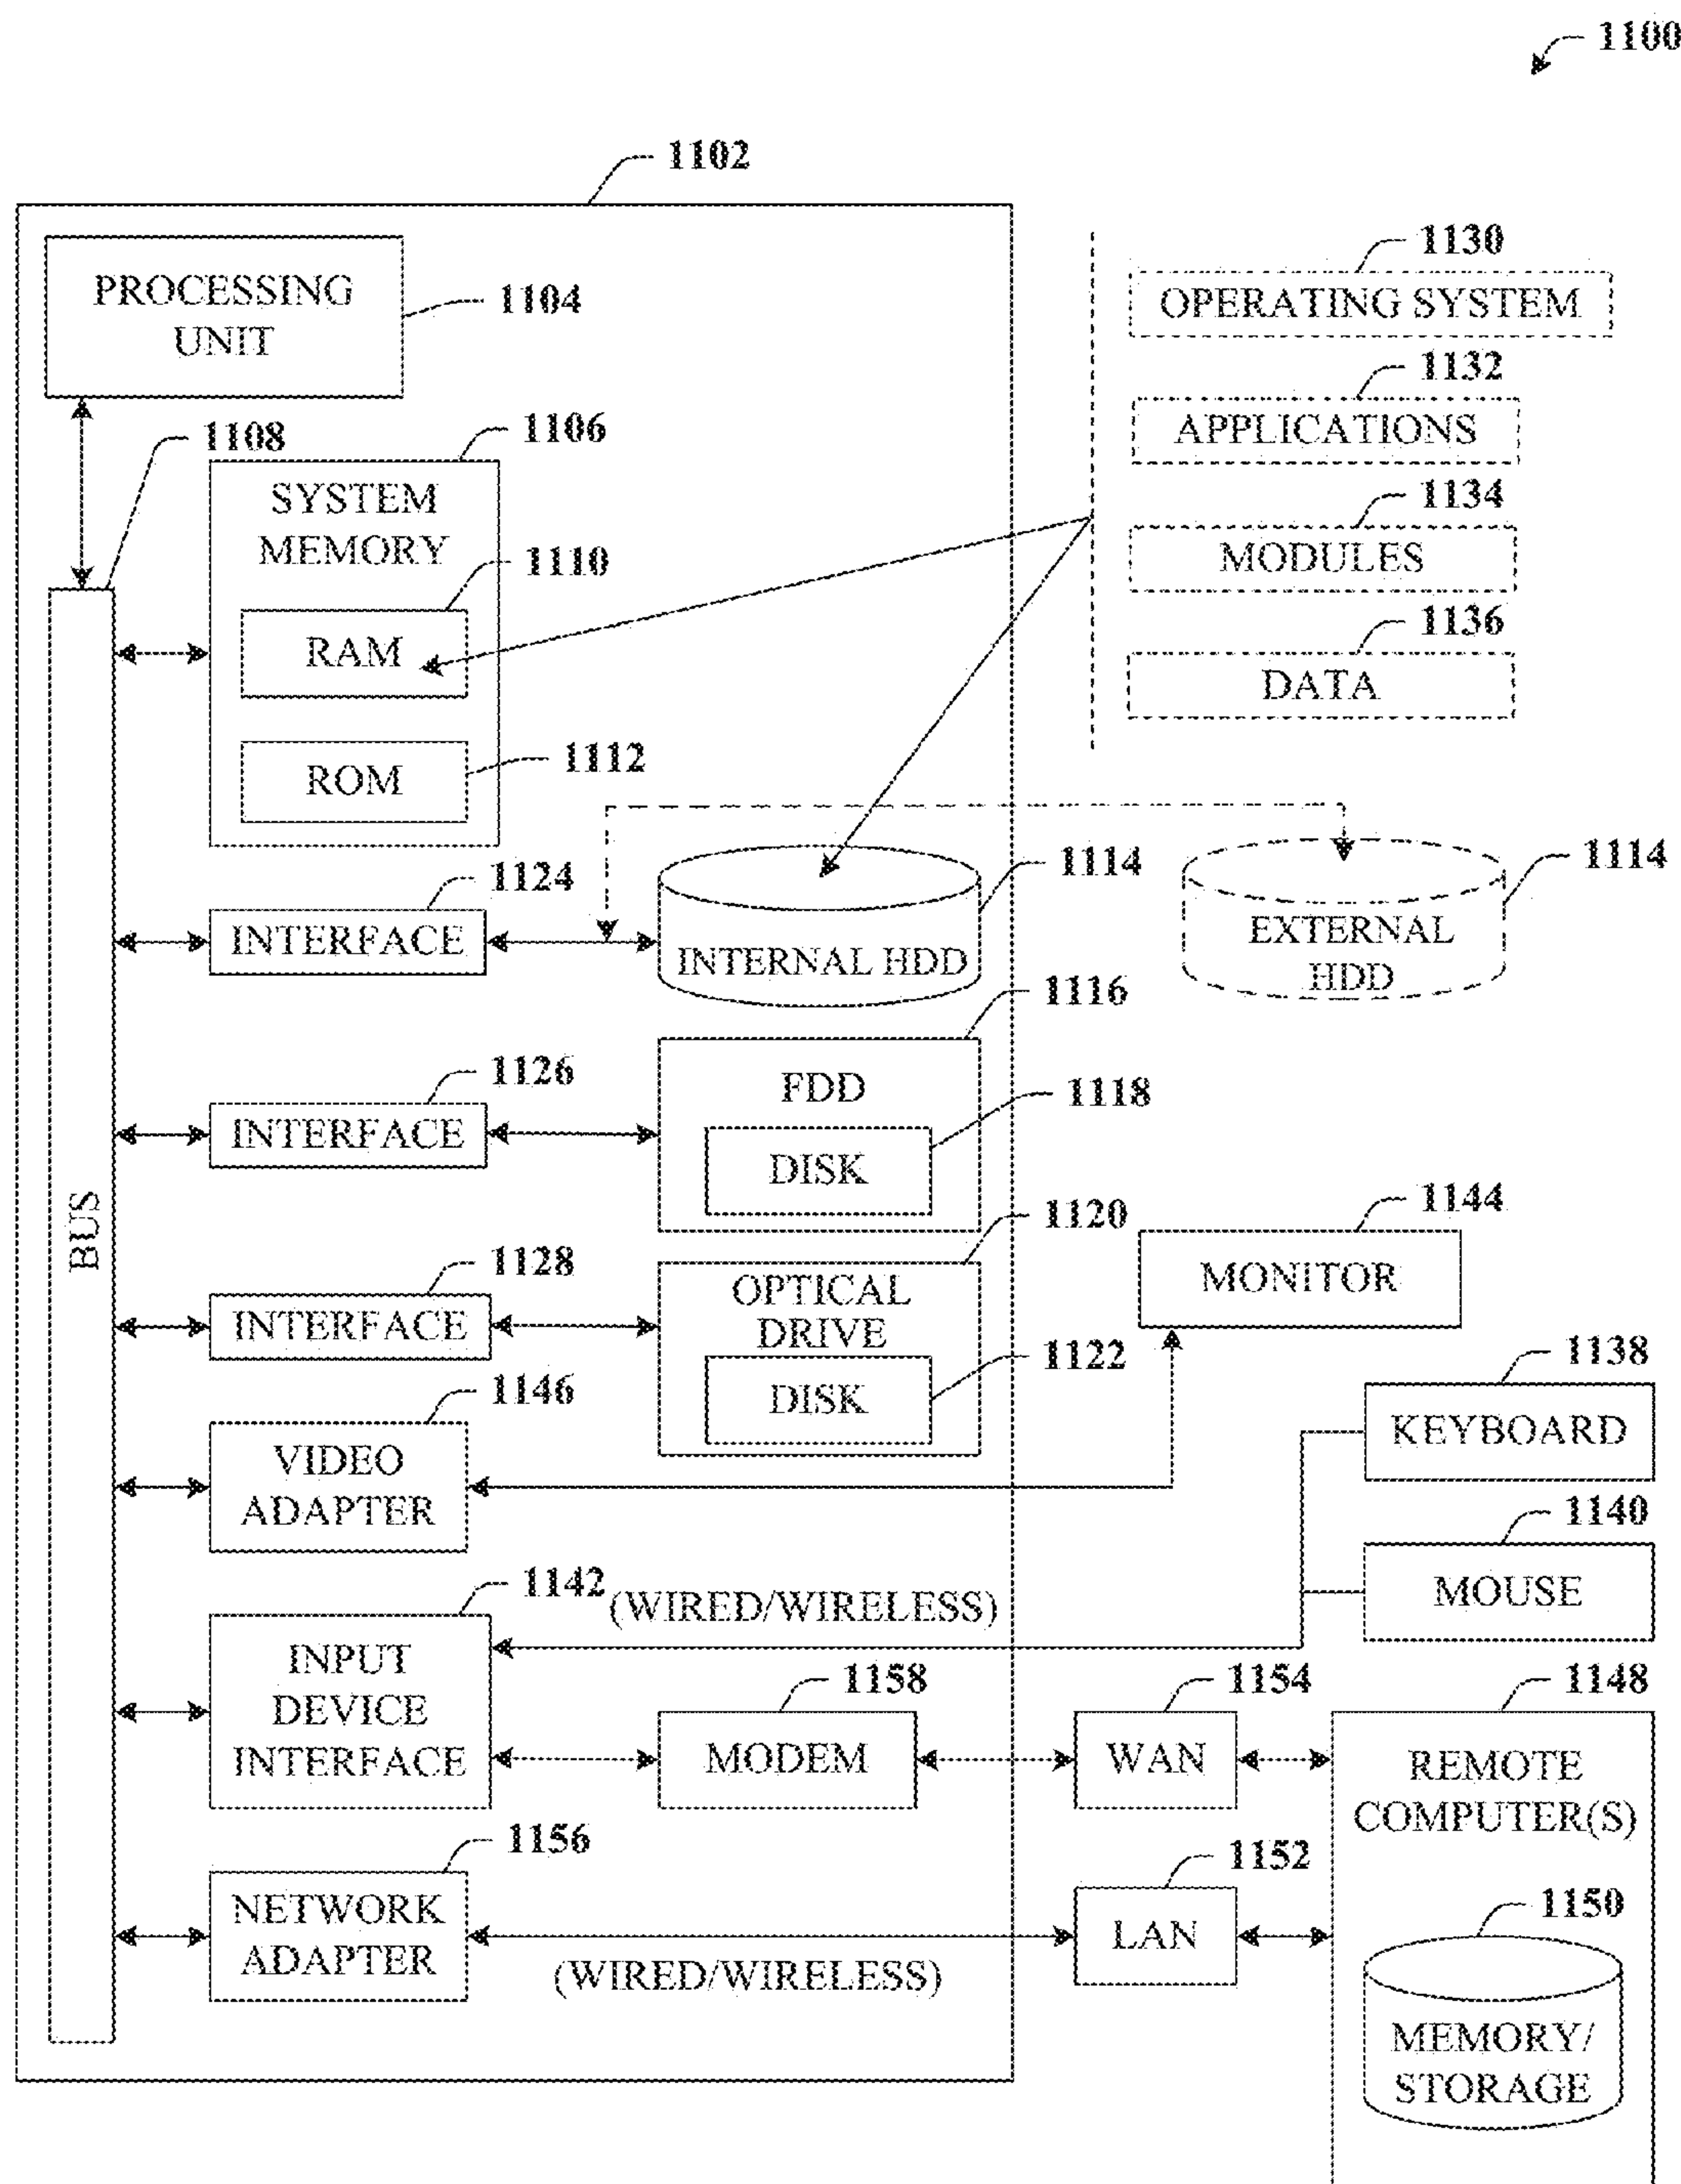 1100
1102
PROCESSING
UNIT
1104
1130
OPERATING SYSTEM
1132
APPLICATIONS
1134
MODULES
1136
DATA
1108
1106
SYSTEM
MEMORY
1110
RAM
1112
ROM
1124
INTERFACE
1114
INTERNAL HDD
1114
EXTERNAL
HDD
1116
FDD
1126
INTERFACE
1118
DISK
BUS
1120
OPTICAL
DRIVE
1128
INTERFACE
1122
DISK
1144
MONITOR
1138
KEYBOARD
1146
VIDEO
ADAPTER
1140
MOUSE
1142
(WIRED/WIRELESS)
INPUT
DEVICE
INTERFACE
1158
MODEM
1154
WAN
1148
REMOTE
COMPUTER(S)
1156
NETWORK
ADAPTER
(WIRED/WIRELESS)
1152
LAN
1150
MEMORY/
STORAGE